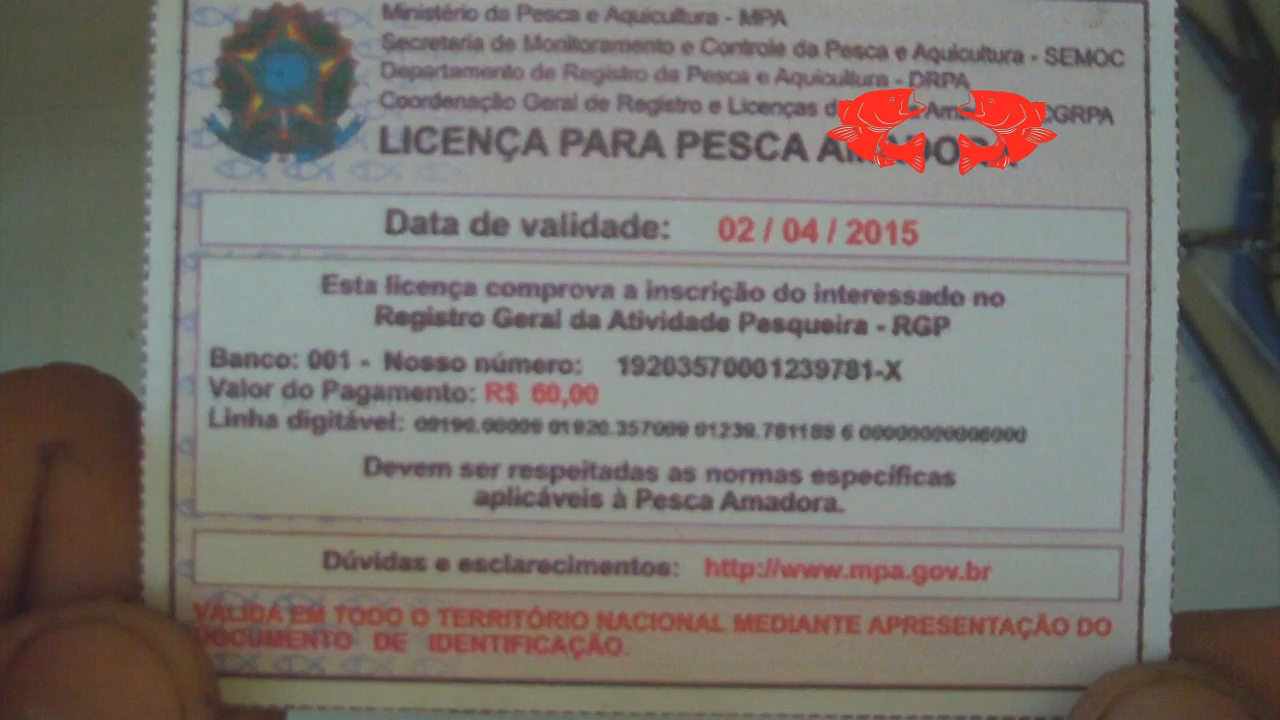 Ministério da Pesca e Aquicultura - MPA
Secretaria de Monitoramento e Controle da Pesca e Aquicultura - SEMOC
Departamento de Registro da Pesca e Aquicultura - DRPA
Coordenação Geral de Registro e Licenças CGRPA
LICENÇA PARA PESCA AMADORA
Data de validade: 02 / 04 / 2015
Esta licença comprova a inscrição do interessado no
Registro Geral da Atividade Pesqueira - RGP
Banco: 001 - Nosso número: 19203570001239781-X
Valor do Pagamento: R$ 60,00
Linha digitável:
Devem ser respeitadas as normas específicas
aplicáveis à Pesca Amadora.
Dúvidas e esclarecimentos: http://www.mpa.gov.br
VÁLIDA EM TODO O TERRITÓRIO NACIONAL MEDIANTE APRESENTAÇÃO DO
DOCUMENTO DE IDENTIFICAÇÃO.